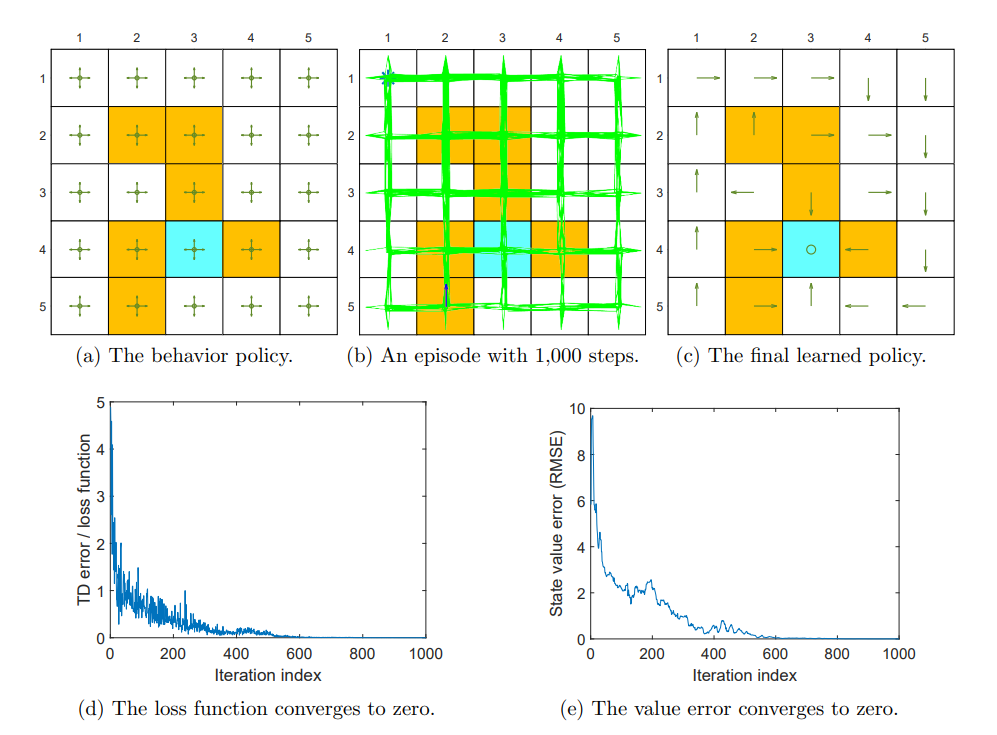 1 2 3 4 5 1 2 3 4 5 1 2 3 4 5
1 1 1
2 2 2
3 3 3
4 4 4
5 5 5
(a) The behavior policy. (b) An episode with 1,000 steps. (c) The final learned policy.
TD error / loss function
5
4
3
2
1
0
0 200 400 600 800 1000
Iteration index
(d) The loss function converges to zero.
State value error (RMSE)
10
8
6
4
2
0
0 200 400 600 800 1000
Iteration index
(e) The value error converges to zero.